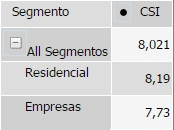 Segmento ● CSI
All Segmentos 8,021
Residencial 8,19
Empresas 7,73